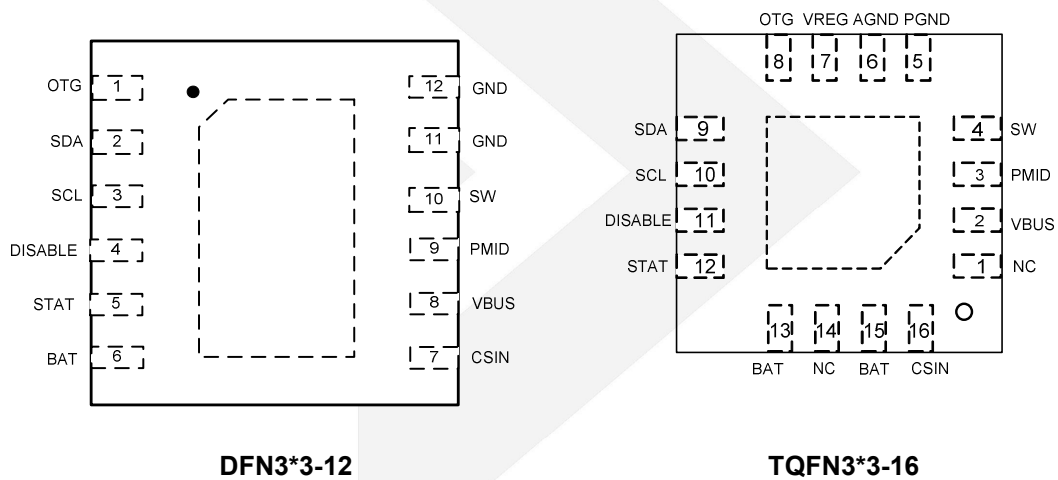 OTG 1
SDA 2
SCL 3
DISABLE 4
STAT 5
BAT 6
12 GND
11 GND
10 SW
9 PMID
8 VBUS
7 CSIN
DFN3*3-12
OTG VREG AGND PGND
8 7 6 5
SDA 9
SCL 10
DISABLE 11
STAT 12
4 SW
3 PMID
2 VBUS
1 NC
13 14 15 16
BAT NC BAT CSIN
TQFN3*3-16